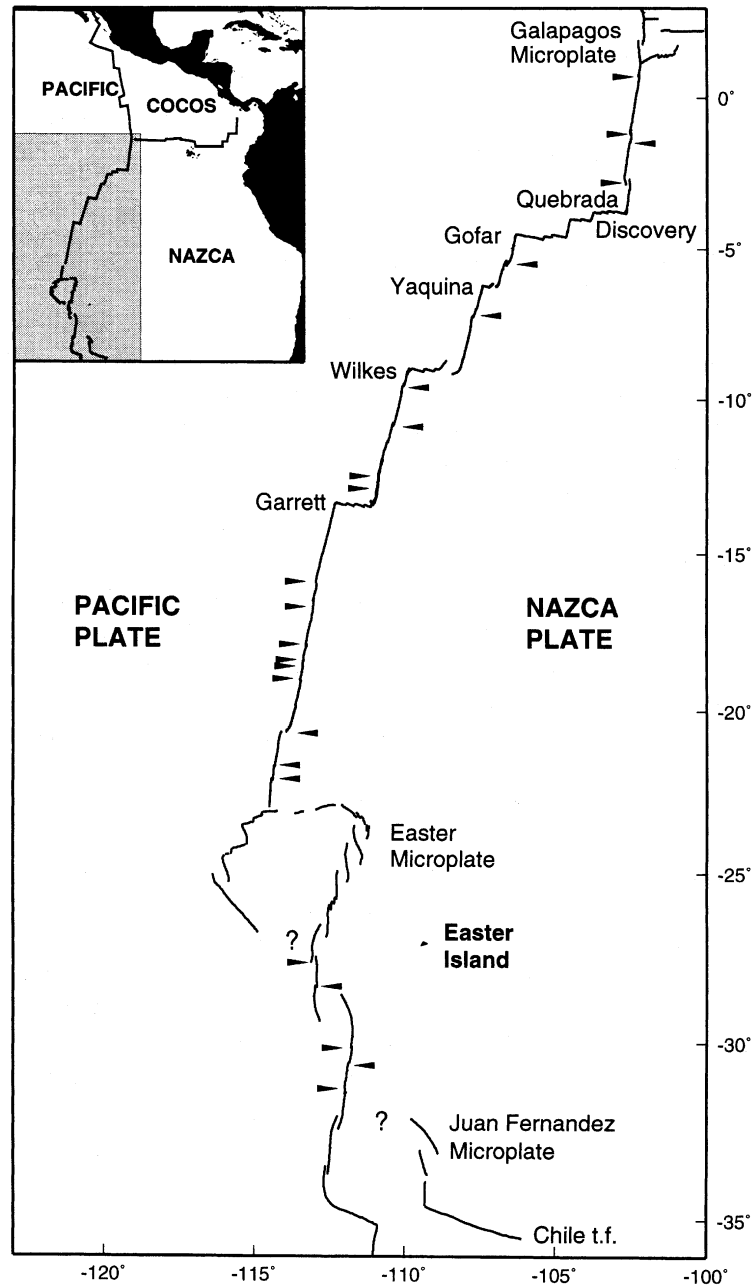 PACIFIC
COCOS
NAZCA
Galapagos
Microplate
0°
Quebrada
Discovery
Gofar
-5°
Yaquina
Wilkes
-10°
Garrett
-15°
PACIFIC
PLATE
NAZCA
PLATE
-20°
Easter
Microplate
-25°
?
Easter
Island
-30°
?
Juan Fernandez
Microplate
Chile t.f.
-35°
-120° -115° -110° -105° -100°